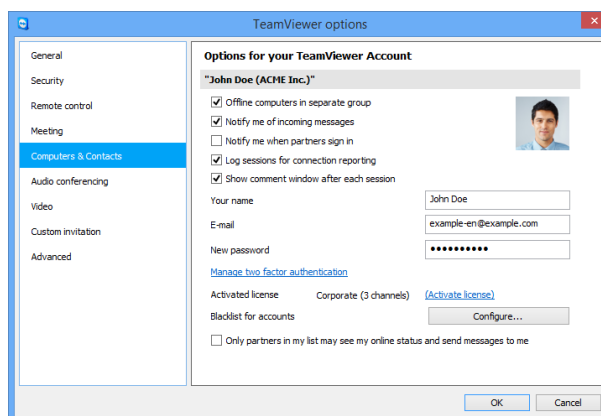 TeamViewer options
General
Security
Remote control
Meeting
Computers & Contacts
Audio conferencing
Video
Custom invitation
Advanced
Options for your TeamViewer Account
"John Doe (ACME Inc.)"
Offline computers in separate group
Notify me of incoming messages
Notify me when partners sign in
Log sessions for connection reporting
Show comment window after each session
Your name John Doe
E-mail example-en@example.com
New password ••••••••••
Manage two factor authentication
Activated license Corporate (3 channels) (Activate license)
Blacklist for accounts Configure...
Only partners in my list may see my online status and send messages to me
OK Cancel